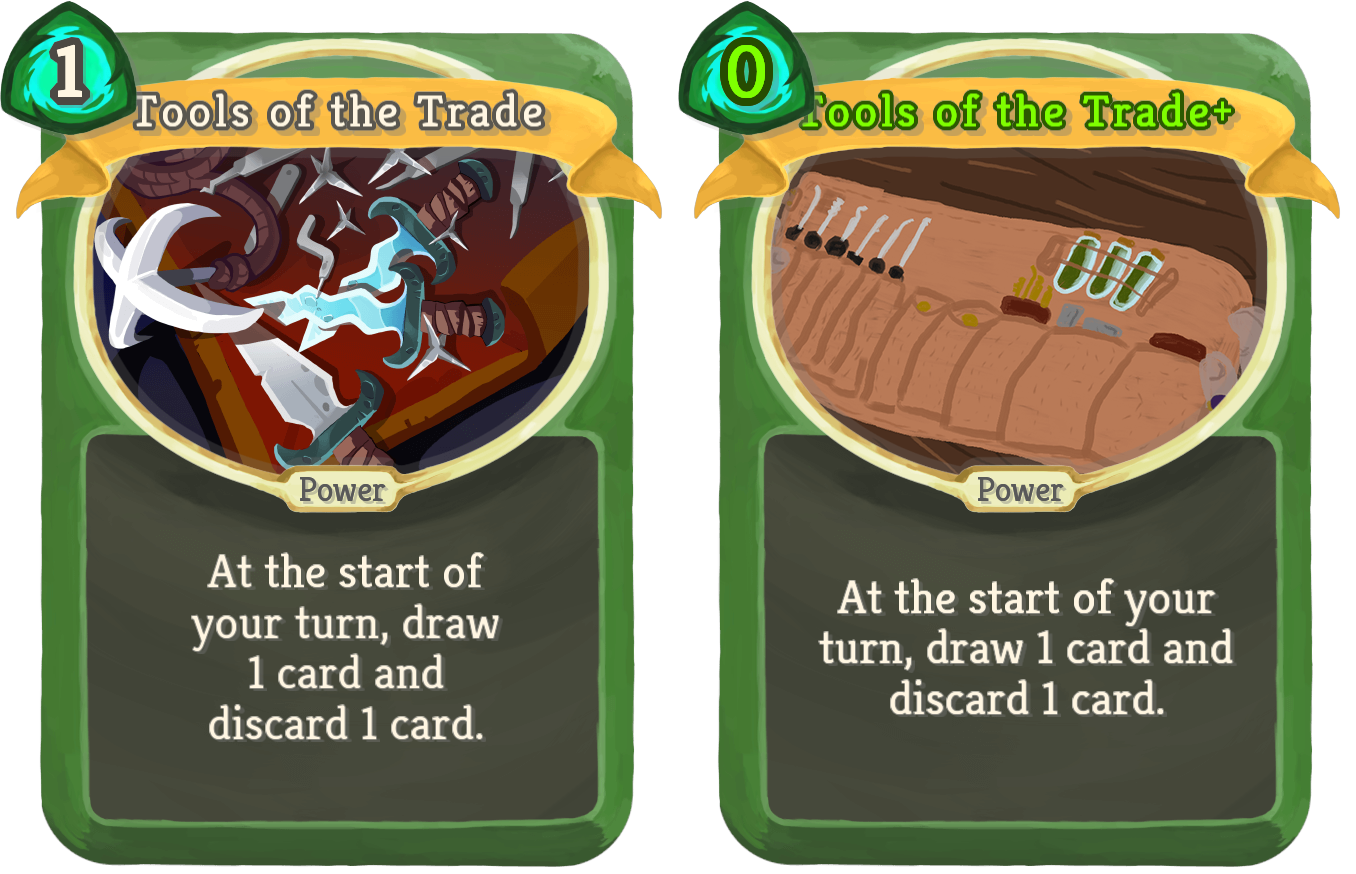 1
Tools of the Trade
Power
At the start of
your turn, draw
1 card and
discard 1 card.
0
Tools of the Trade+
Power
At the start of your
turn, draw 1 card and
discard 1 card.